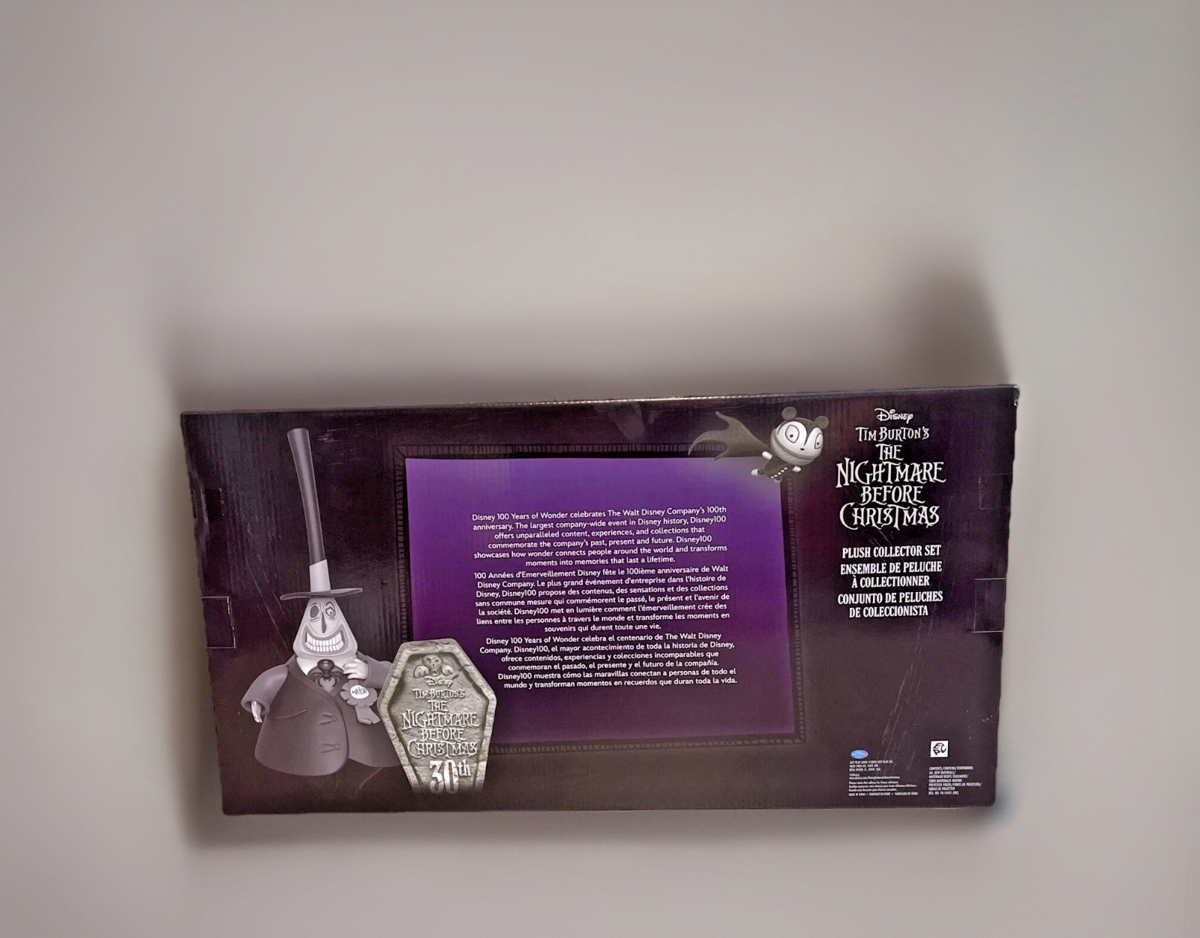 Disney 100 Years of Wonder celebrates The Walt Disney Company's 100th
anniversary. The largest company-wide event in Disney history, Disney100
offers unparalleled content, experiences, and collections that
commemorate the company's past, present and future. Disney100
showcases how wonder connects people around the world and transforms
moments into memories that last a lifetime.
100 Années d'Émerveillement Disney fête le 100ième anniversaire de Walt
Disney Company. Le plus grand événement d'entreprise dans l'histoire de
Disney, Disney100 propose des contenus, des sensations et des collections
sans commune mesure qui commémorent le passé, le présent et l'avenir de
la société. Disney100 met en lumière comment l'émerveillement crée des
liens entre les personnes à travers le monde et transforme les moments en
souvenirs qui durent toute une vie.
Disney 100 Years of Wonder celebra el centenario de The Walt Disney
Company. Disney100, el mayor acontecimiento de toda la historia de Disney,
ofrece contenidos, experiencias y colecciones incomparables que
conmemoran el pasado, el presente y el futuro de la compañía.
Disney100 muestra cómo las maravillas conectan a personas de todo el
mundo y transforman momentos en recuerdos que duran toda la vida.
Disney
TIM BURTON'S
THE
NIGHTMARE
BEFORE
CHRISTMAS
30th
Disney
TIM BURTON'S
THE
NIGHTMARE
BEFORE
CHRISTMAS
PLUSH COLLECTOR SET
ENSEMBLE DE PELUCHE
À COLLECTIONNER
CONJUNTO DE PELUCHES
DE COLECCIONISTA